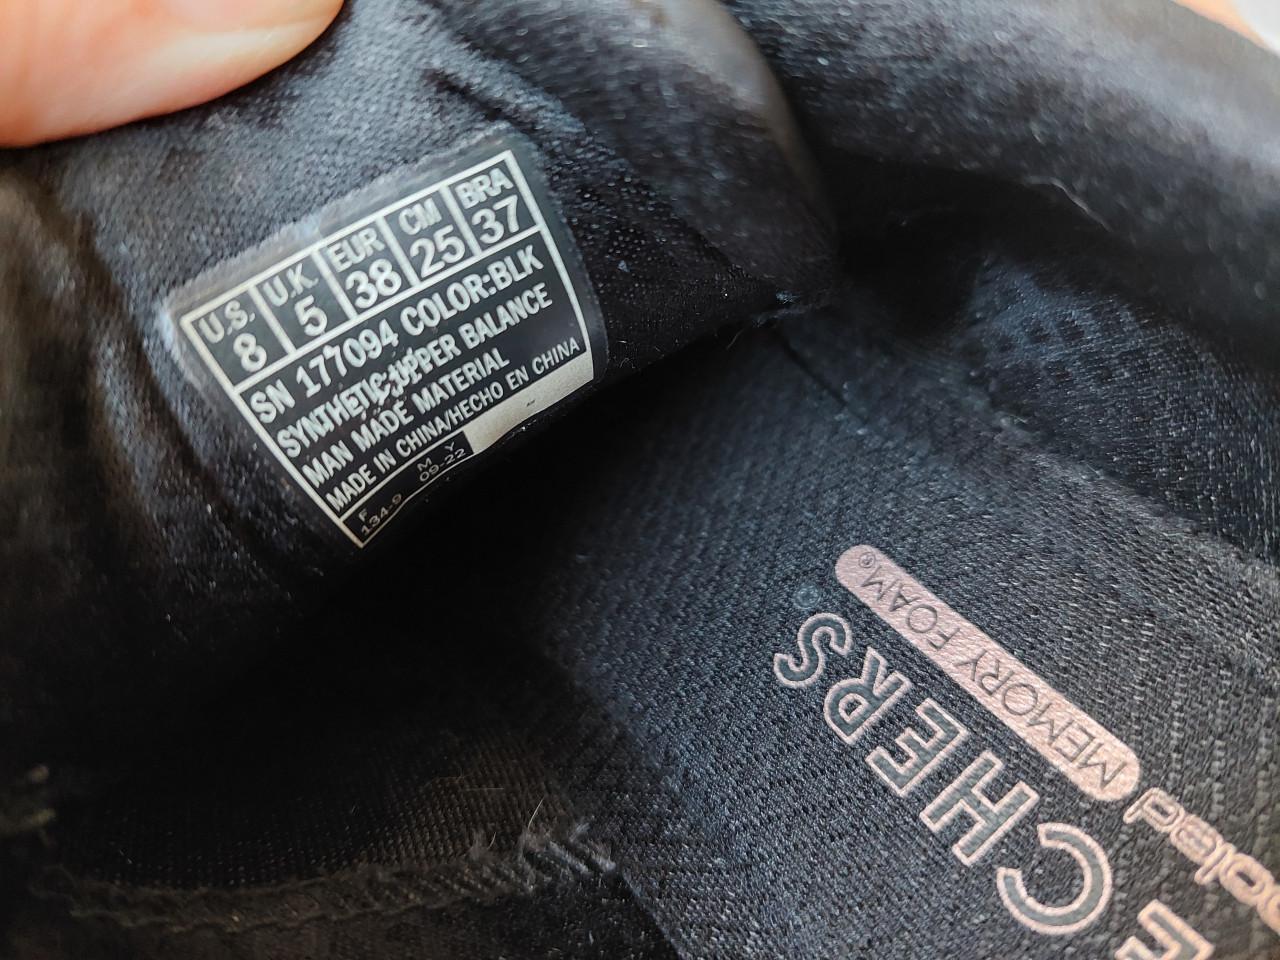 U.S. U.K EUR CM BRA
8 5 38 25 37
SN 177094 COLOR:BLK
SYNTHETIC UPPER BALANCE
MAN MADE MATERIAL
MADE IN CHINA/HECHO EN CHINA
F M Y
134-9 09-22
MEMORY FOAM®
ECHERS